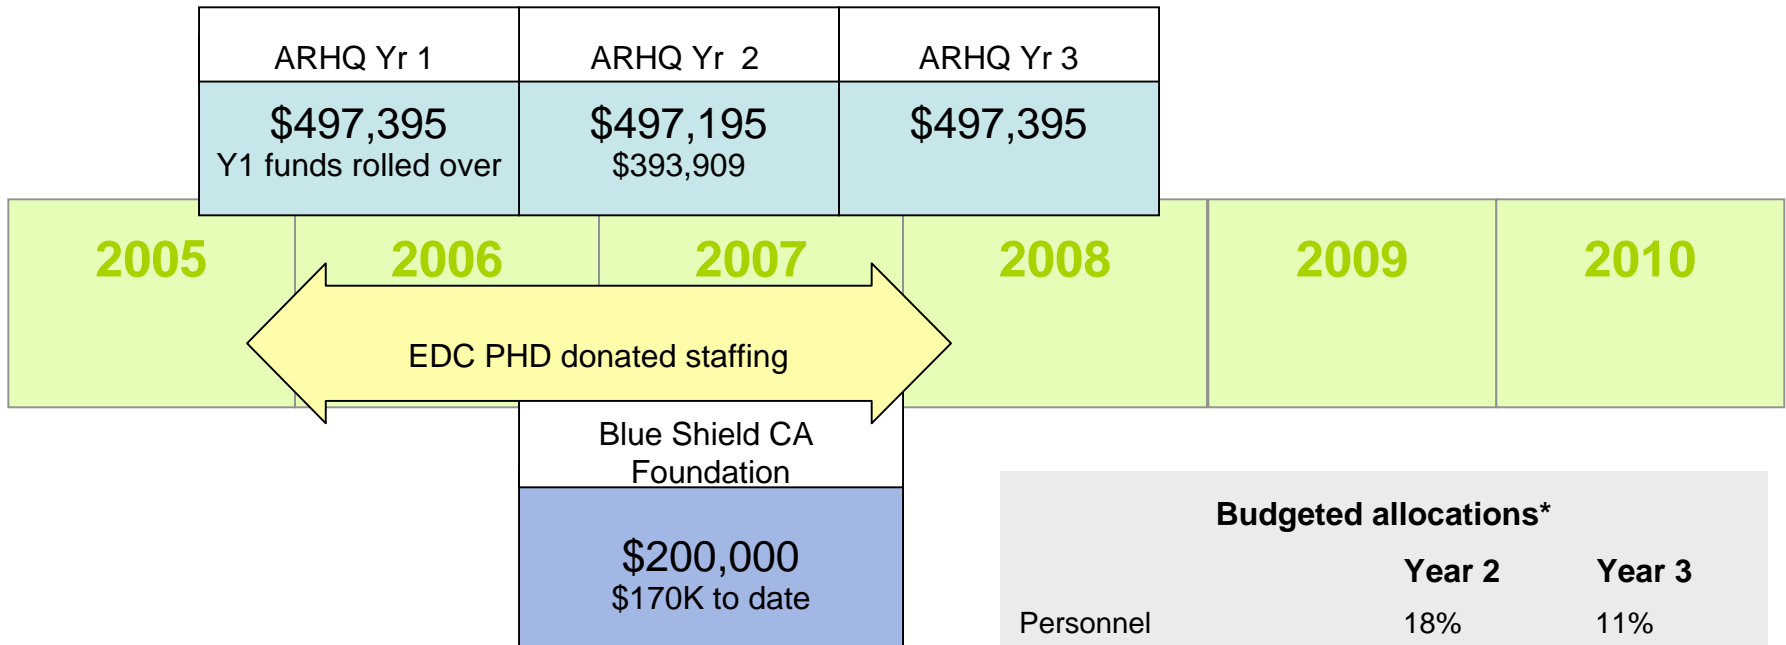 ARHQ Yr 1
ARHQ Yr 2
ARHQ Yr 3
$497,395
Y1 funds rolled over
$497,195
$393,909
$497,395
2005
2006
2007
2008
2009
2010
EDC PHD donated staffing
Blue Shield CA
Foundation
$200,000
$170K to date
Budgeted allocations*
Year 2 Year 3
Personnel 18% 11%